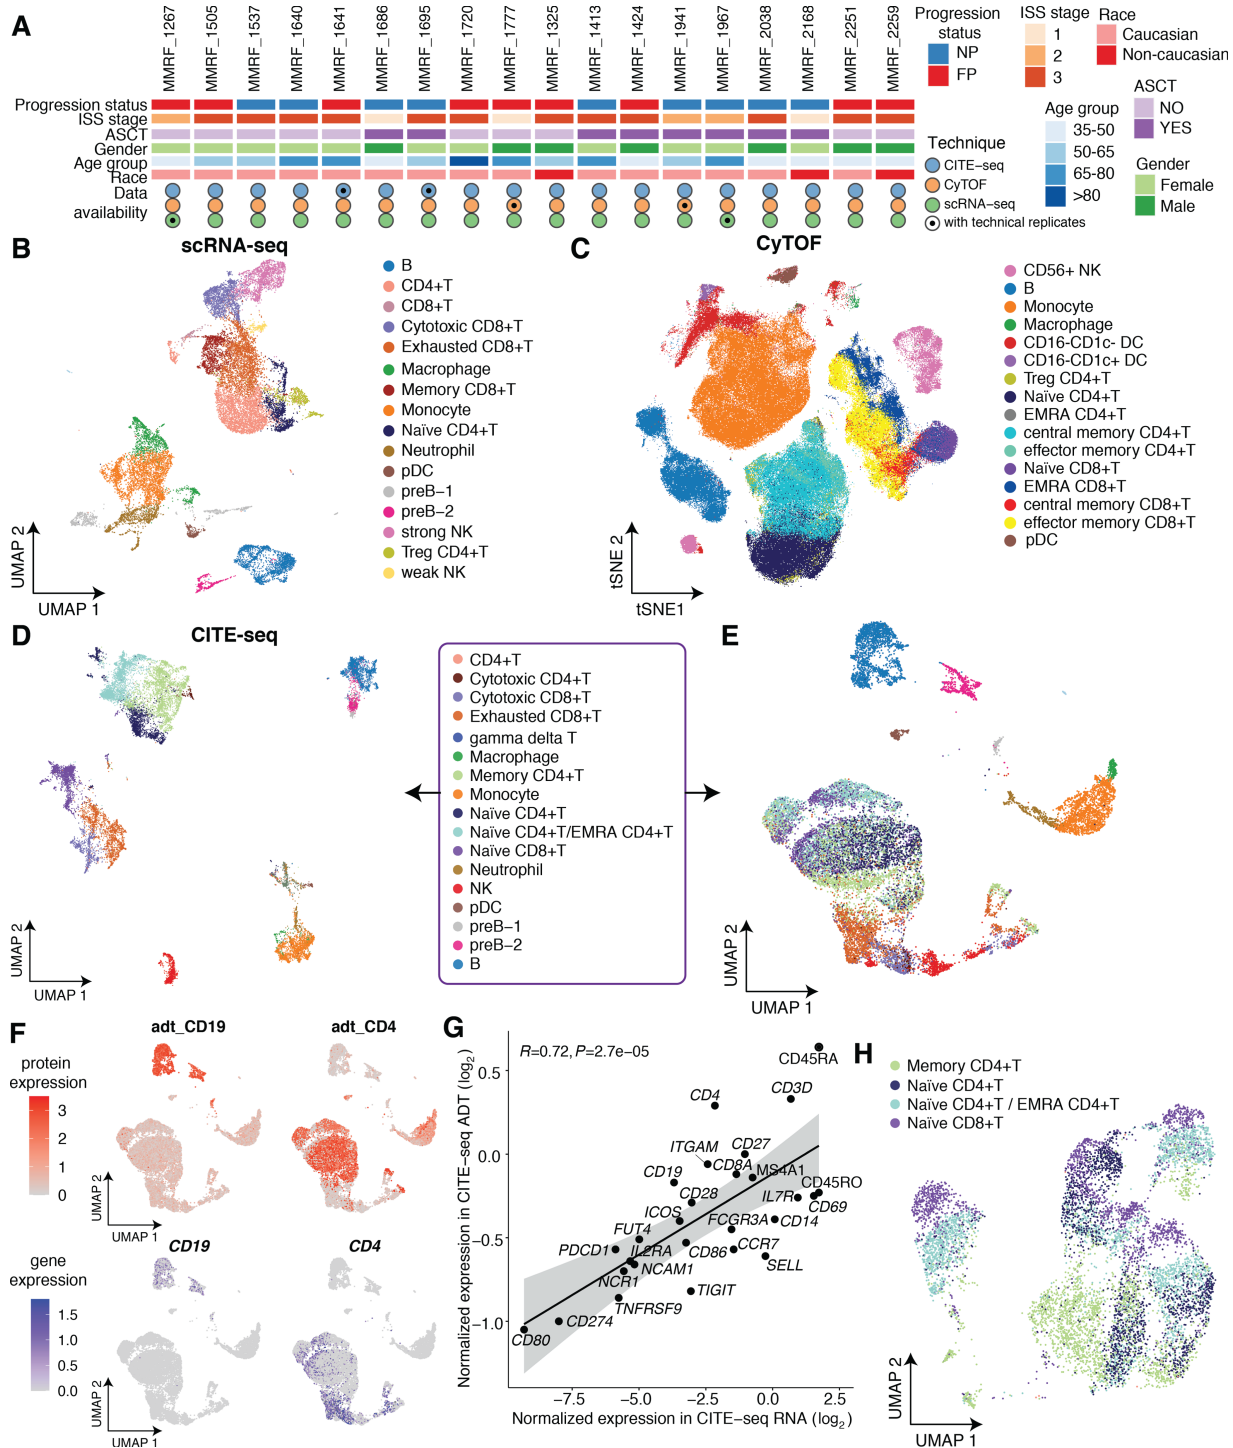 A
MMRF_1267
MMRF_1505
MMRF_1537
MMRF_1640
MMRF_1641
MMRF_1686
MMRF_1695
MMRF_1720
MMRF_1777
MMRF_1325
MMRF_1413
MMRF_1424
MMRF_1941
MMRF_1967
MMRF_2038
MMRF_2168
MMRF_2251
MMRF_2259
Progression status
ISS stage
ASCT
Gender
Age group
Race
Data
availability
Progression
status
NP
FP
ISS stage
1
2
3
Race
Caucasian
Non-caucasian
Age group
35-50
50-65
65-80
>80
ASCT
NO
YES
Gender
Female
Male
Technique
CITE-seq
CyTOF
scRNA-seq
with technical replicates
B
scRNA-seq
B
CD4+T
CD8+T
Cytotoxic CD8+T
Exhausted CD8+T
Macrophage
Memory CD8+T
Monocyte
Naïve CD4+T
Neutrophil
pDC
preB-1
preB-2
strong NK
Treg CD4+T
weak NK
UMAP 2
UMAP 1
C
CyTOF
CD56+ NK
B
Monocyte
Macrophage
CD16-CD1c- DC
CD16-CD1c+ DC
Treg CD4+T
Naïve CD4+T
EMRA CD4+T
central memory CD4+T
effector memory CD4+T
Naïve CD8+T
EMRA CD8+T
central memory CD8+T
effector memory CD8+T
pDC
tSNE 2
tSNE1
D
CITE-seq
UMAP 2
UMAP 1
CD4+T
Cytotoxic CD4+T
Cytotoxic CD8+T
Exhausted CD8+T
gamma delta T
Macrophage
Memory CD4+T
Monocyte
Naïve CD4+T
Naïve CD4+T/EMRA CD4+T
Naïve CD8+T
Neutrophil
NK
pDC
preB-1
preB-2
B
E
UMAP 2
UMAP 1
F
adt_CD19
adt_CD4
protein
expression
3
2
1
0
UMAP 2
UMAP 1
CD19
CD4
gene
expression
1.5
1.0
0.5
0.0
UMAP 2
UMAP 1
G
R=0.72, P=2.7e-05
Normalized expression in CITE-seq ADT (log2)
0.5
0.0
−0.5
−1.0
CD45RA
CD3D
CD4
ITGAM
CD27
CD19
CD8A
MS4A1
CD28
IL7R
CD45RO
CD69
ICOS
FCGR3A
CD14
FUT4
PDCD1
IL2RA
CD86
CCR7
SELL
NCAM1
NCR1
TIGIT
TNFRSF9
CD274
CD80
−7.5
−5.0
−2.5
0.0
2.5
Normalized expression in CITE-seq RNA (log2)
H
Memory CD4+T
Naïve CD4+T
Naïve CD4+T / EMRA CD4+T
Naïve CD8+T
UMAP 2
UMAP 1